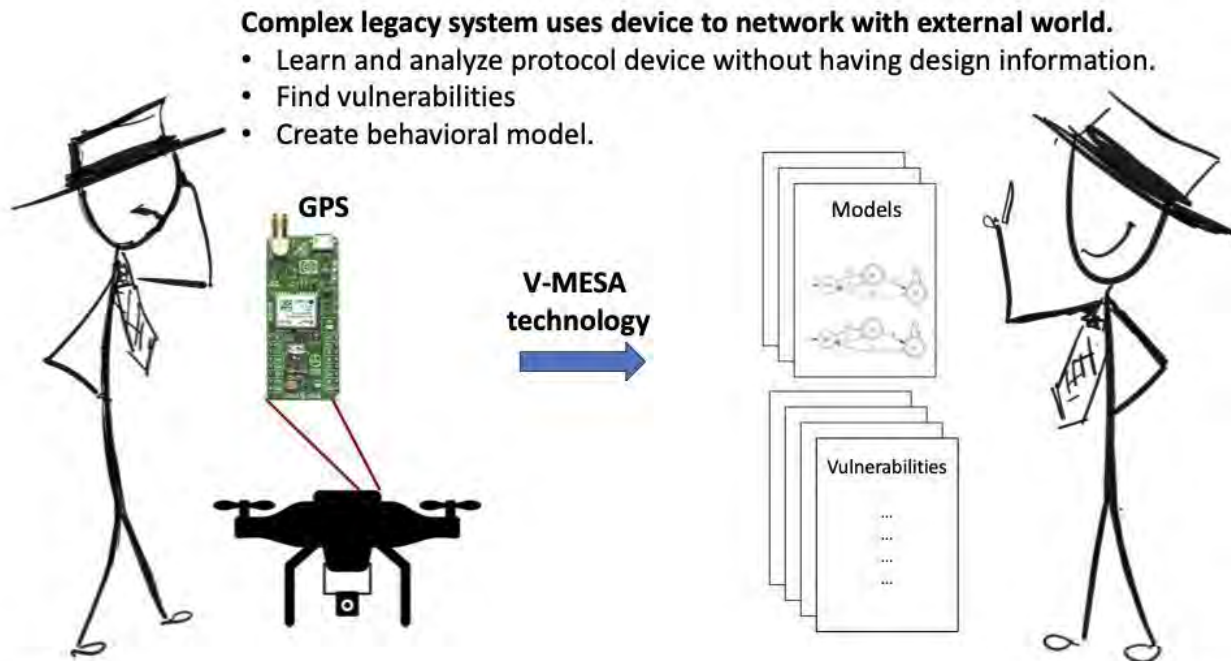 Complex legacy system uses device to network with external world.
• Learn and analyze protocol device without having design information.
• Find vulnerabilities
• Create behavioral model.
GPS
V-MESA
technology
Models
Vulnerabilities
...
...
...
...